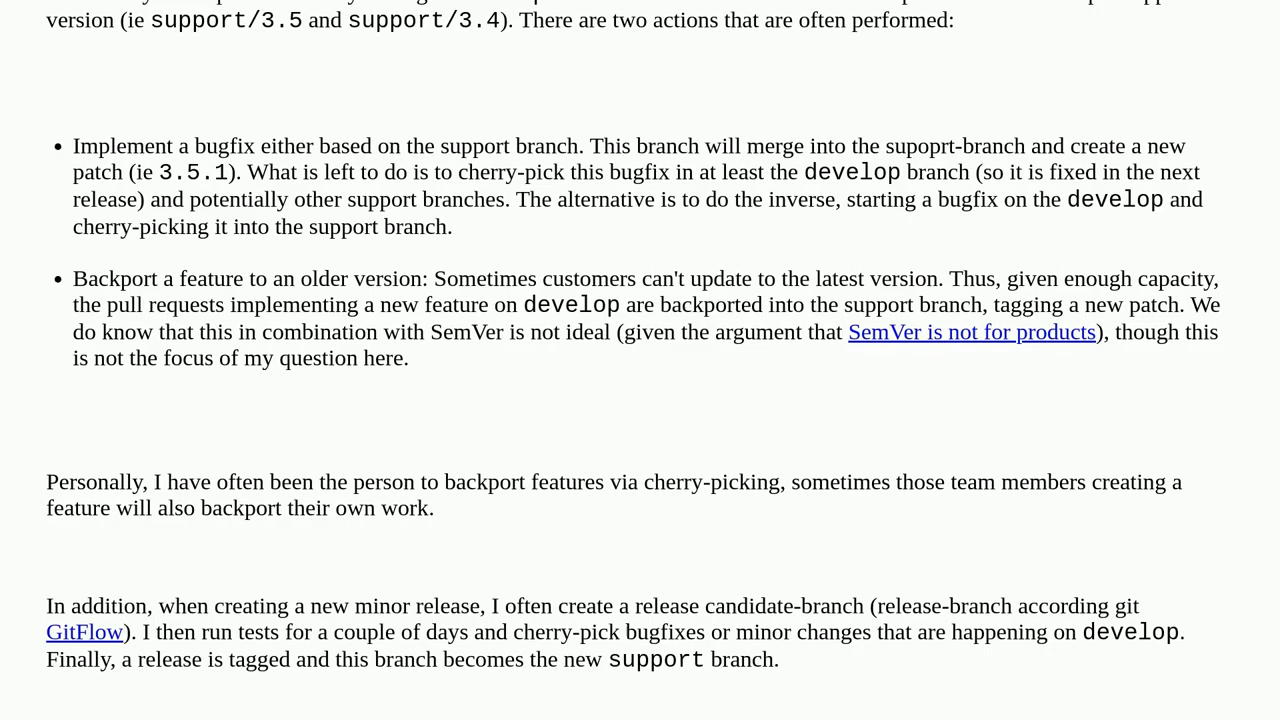 version (ie support/3.5 and support/3.4). There are two actions that are often performed:
• Implement a bugfix either based on the support branch. This branch will merge into the supoprt-branch and create a new
patch (ie 3.5.1). What is left to do is to cherry-pick this bugfix in at least the develop branch (so it is fixed in the next
release) and potentially other support branches. The alternative is to do the inverse, starting a bugfix on the develop and
cherry-picking it into the support branch.
• Backport a feature to an older version: Sometimes customers can't update to the latest version. Thus, given enough capacity,
the pull requests implementing a new feature on develop are backported into the support branch, tagging a new patch. We
do know that this in combination with SemVer is not ideal (given the argument that SemVer is not for products), though this
is not the focus of my question here.
Personally, I have often been the person to backport features via cherry-picking, sometimes those team members creating a
feature will also backport their own work.
In addition, when creating a new minor release, I often create a release candidate-branch (release-branch according git
GitFlow). I then run tests for a couple of days and cherry-pick bugfixes or minor changes that are happening on develop.
Finally, a release is tagged and this branch becomes the new support branch.